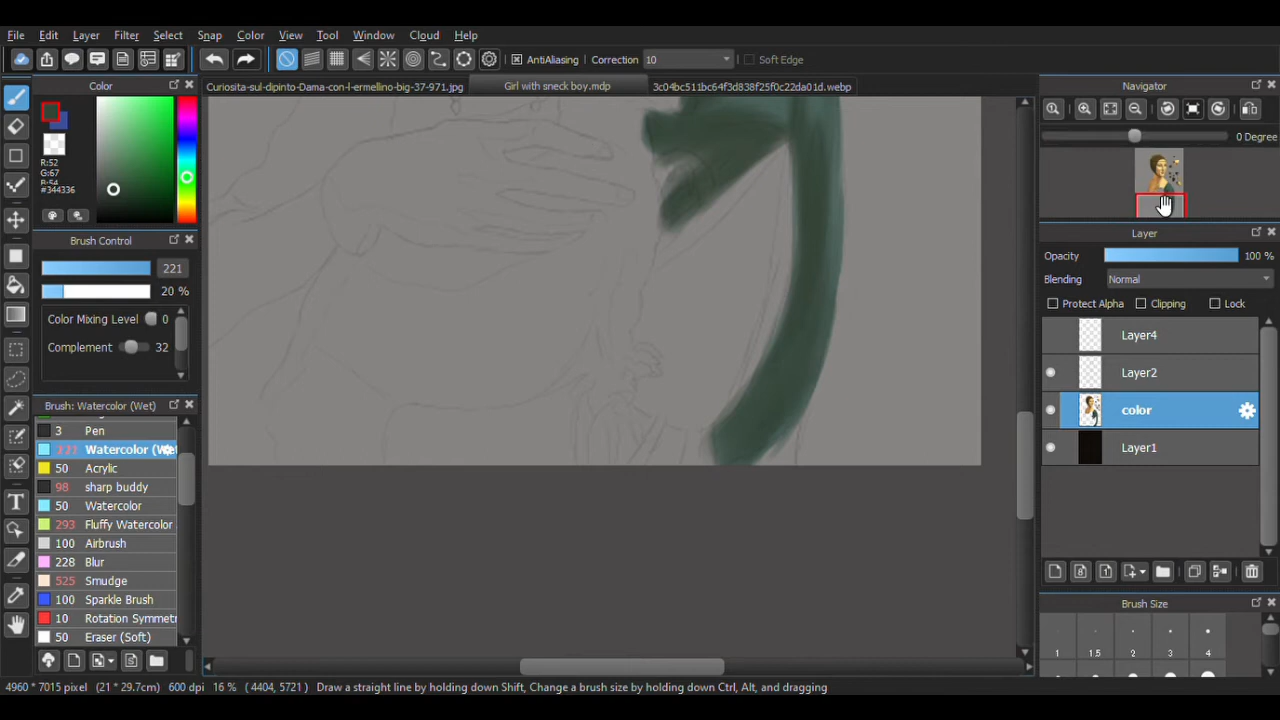 File Edit Layer Filter Select Snap Color View Tool Window Cloud Help
AntiAliasing Correction 10 Soft Edge
Color
Curiosita-sul-dipinto-Dama-con-l-ermellino-big-37-971.jpg Girl with sneck boy.mdp 3c04bc511bc64f3d838f25f0c22da01d.webp
Navigator
R:52
G:67
#344336
0 Degree
Brush Control
221
20 %
Color Mixing Level 0
Complement 32
Layer
Opacity 100 %
Blending Normal
Protect Alpha Clipping Lock
Layer4
Layer2
color
Layer1
Brush: Watercolor (Wet)
3 Pen
221 Watercolor (Wet
50 Acrylic
98 sharp buddy
50 Watercolor
293 Fluffy Watercolor
100 Airbrush
228 Blur
525 Smudge
100 Sparkle Brush
10 Rotation Symmetr
50 Eraser (Soft)
Brush Size
1 1.5 2 3 4
4960 * 7015 pixel (21 * 29.7cm) 600 dpi 16 % ( 4404, 5721 ) Draw a straight line by holding down Shift, Change a brush size by holding down Ctrl, Alt, and dragging